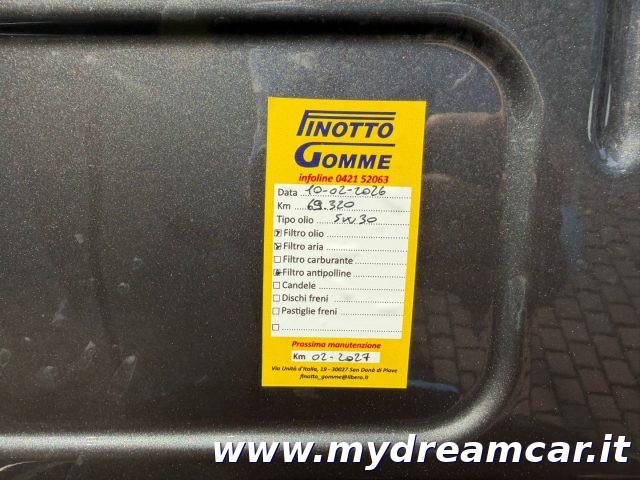 FINOTTO
GOMME
infoline 0421 52063
Data 10-02-2026
Km 69.320
Tipo olio 5W30
Filtro olio
Filtro aria
Filtro carburante
Filtro antipolline
Candele
Dischi freni
Pastiglie freni
Prossima manutenzione
Km 02-2027
Via Unità d'Italia, 19 - 30027 San Donà di Piave
finotto_gomme@libero.it
www.mydreamcar.it